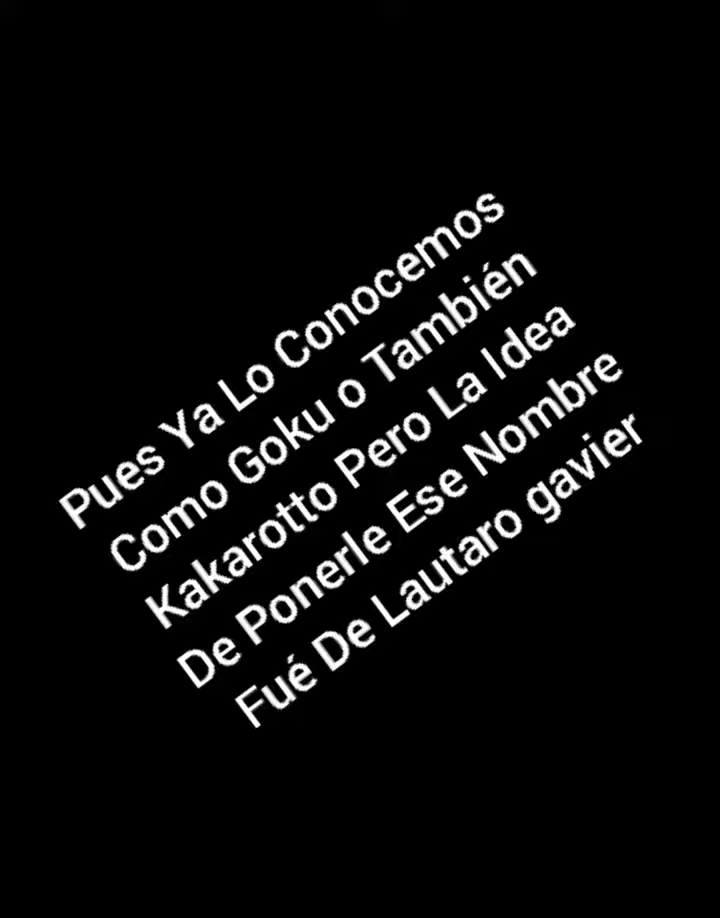 Pues Ya Lo Conocemos
Como Goku o También
Kakarotto Pero La Idea
De Ponerle Ese Nombre
Fué De Lautaro gavier